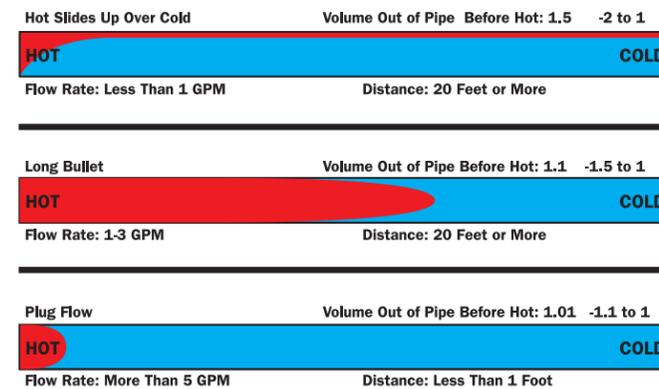 Hot Slides Up Over Cold Volume Out of Pipe Before Hot: 1.5 -2 to 1
HOT COLD
Flow Rate: Less Than 1 GPM Distance: 20 Feet or More
Long Bullet Volume Out of Pipe Before Hot: 1.1 -1.5 to 1
HOT COLD
Flow Rate: 1-3 GPM Distance: 20 Feet or More
Plug Flow Volume Out of Pipe Before Hot: 1.01 -1.1 to 1
HOT COLD
Flow Rate: More Than 5 GPM Distance: Less Than 1 Foot